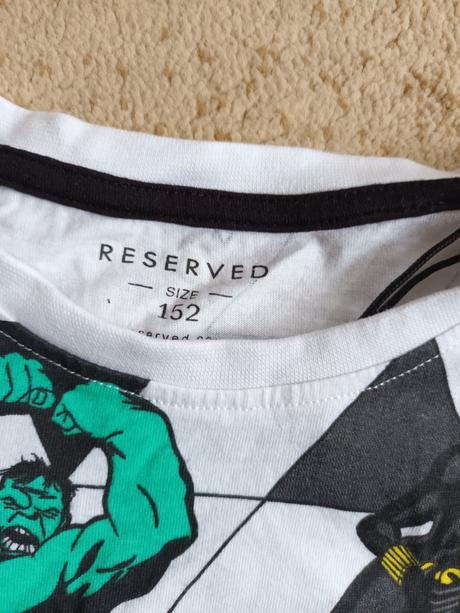 RESERVED
— SIZE —
152